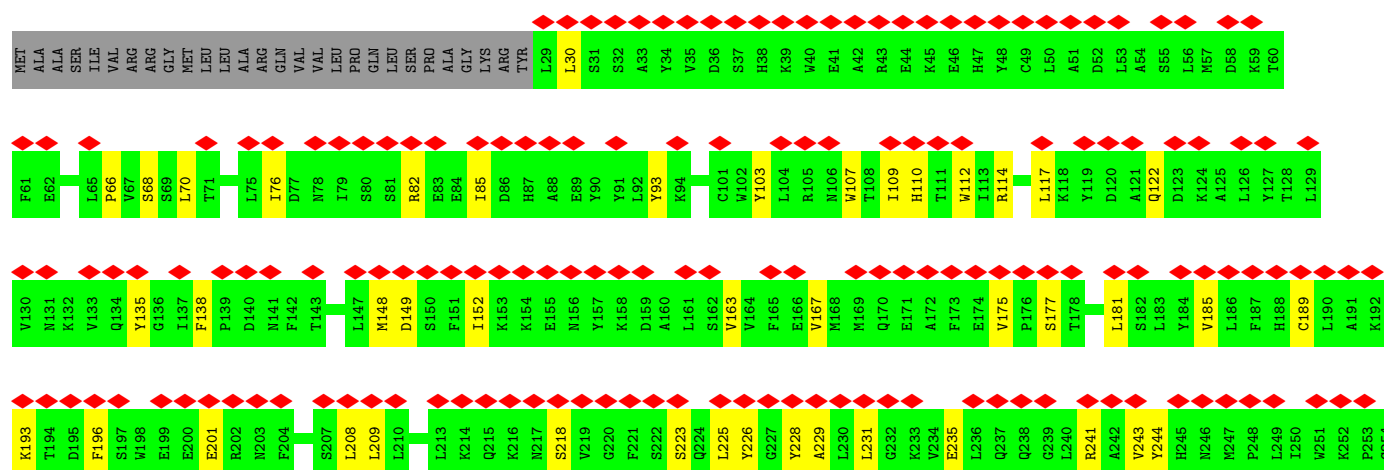 MET ALA ALA SER ILE VAL ARG ARG GLY MET LEU LEU ALA ARG GLN VAL VAL LEU PRO GLN LEU SER PRO ALA GLY LYS ARG TYR L29 L30 S31 S32 A33 Y34 V35 D36 S37 H38 K39 W40 E41 A42 R43 E44 K45 E46 H47 Y48 C49 L50 A51 D52 L53 A54 S55 L56 M57 D58 K59 T60
F61 E62 L65 P66 V67 S68 S69 L70 T71 L75 I76 D77 N78 I79 S80 S81 R82 E83 E84 I85 D86 H87 A88 E89 Y90 Y91 L92 Y93 K94 C101 W102 Y103 L104 R105 N106 W107 T108 I109 H110 T111 W112 I113 R114 L117 K118 Y119 D120 A121 Q122 D123 K124 A125 L126 Y127 T128 L129
V130 N131 K132 V133 Q134 Y135 G136 I137 F138 P139 D140 N141 F142 T143 L147 M148 D149 S150 F151 I152 K153 K154 E155 N156 Y157 K158 D159 A160 L161 S162 V163 V164 F165 E166 V167 M168 M169 Q170 E171 A172 F173 E174 V175 P176 S177 T178 L181 S182 L183 Y184 V185 L186 F187 H188 C189 L190 A191 K192
K193 T194 D195 F196 S197 W198 E199 E200 E201 R202 N203 F204 S207 L208 L209 L210 L213 K214 Q215 K216 N217 S218 V219 G220 F221 S222 S223 Q224 L225 Y226 G227 Y228 A229 L230 L231 G232 K233 V234 E235 L236 Q237 Q238 G239 L240 R241 A242 V243 Y244 H245 N246 M247 P248 L249 I250 W251 K252 P253